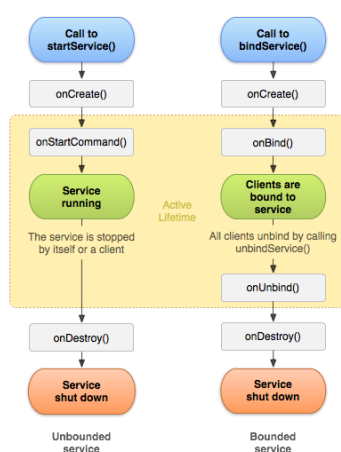 Call to
startService()
onCreate()
onStartCommand()
Service
running
The service is stopped
by itself or a client
onDestroy()
Service
shut down
Unbounded
service
Active
Lifetime
Call to
bindService()
onCreate()
onBind()
Clients are
bound to
service
All clients unbind by calling
unbindService()
onUnbind()
onDestroy()
Service
shut down
Bounded
service